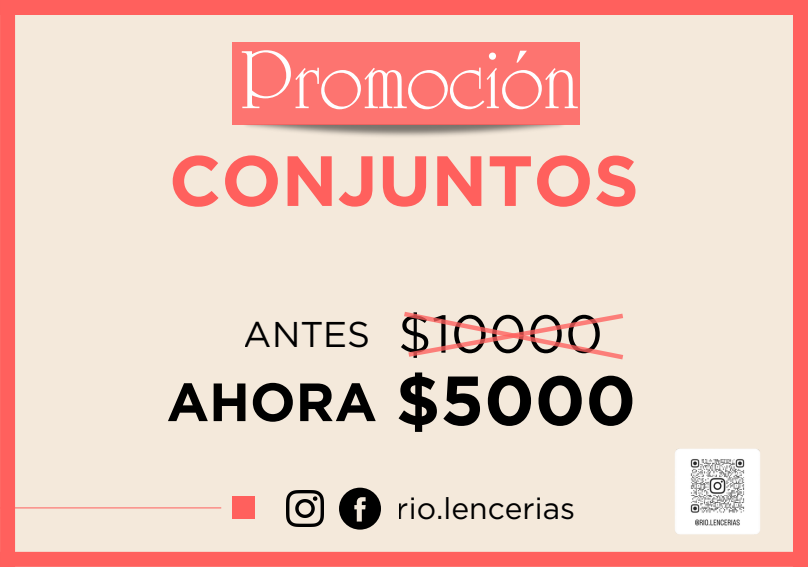 Promoción
CONJUNTOS
ANTES $10000
AHORA $5000
rio.lencerias
@RIO.LENCERIAS